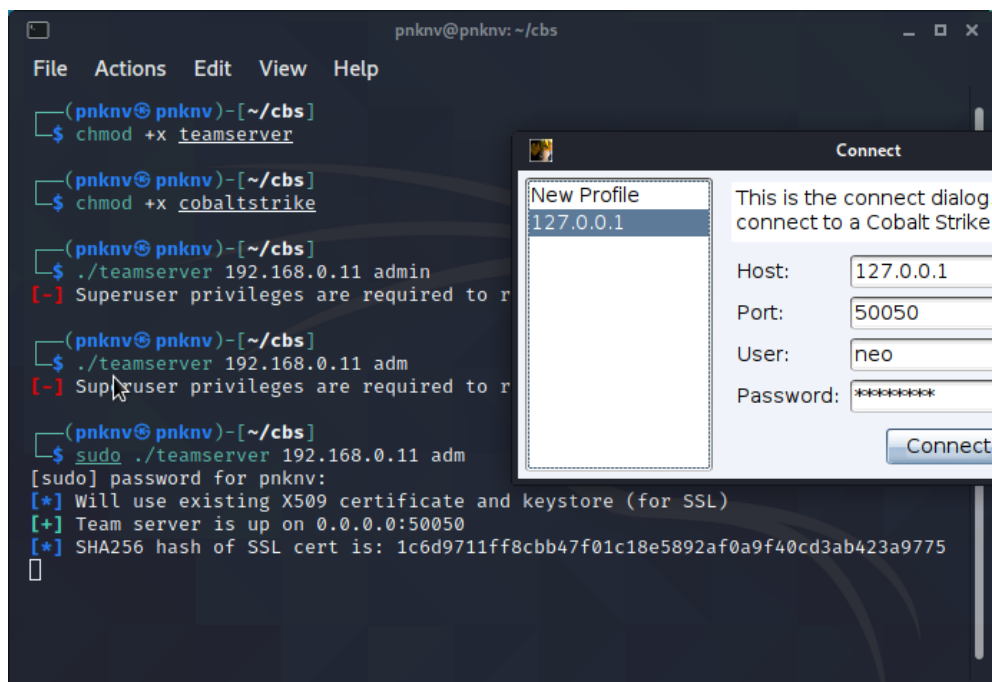 pnknv@pnknv: ~/cbs
File Actions Edit View Help
(pnknv㉿pnknv)-[~/cbs]
$ chmod +x teamserver
(pnknv㉿pnknv)-[~/cbs]
$ chmod +x cobaltstrike
(pnknv㉿pnknv)-[~/cbs]
$ ./teamserver 192.168.0.11 admin
[-] Superuser privileges are required to r
(pnknv㉿pnknv)-[~/cbs]
$ ./teamserver 192.168.0.11 adm
[-] Superuser privileges are required to r
(pnknv㉿pnknv)-[~/cbs]
$ sudo ./teamserver 192.168.0.11 adm
[sudo] password for pnknv:
[*] Will use existing X509 certificate and keystore (for SSL)
[+] Team server is up on 0.0.0.0:50050
[*] SHA256 hash of SSL cert is: 1c6d9711ff8cbb47f01c18e5892af0a9f40cd3ab423a9775
Connect
New Profile
127.0.0.1
This is the connect dialog
connect to a Cobalt Strike
Host: 127.0.0.1
Port: 50050
User: neo
Password: ********
Connect